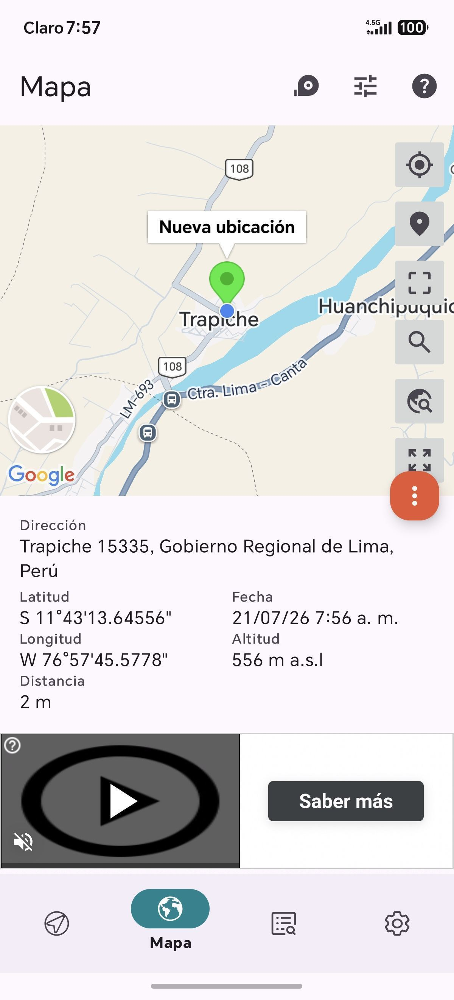 Claro 7:57
4.5G
100
Mapa
108
Nueva ubicación
Trapiche
Huanchipuquio
108
Ctra. Lima - Canta
LM-693
Google
Dirección
Trapiche 15335, Gobierno Regional de Lima,
Perú
Latitud
S 11°43'13.64556"
Fecha
21/07/26 7:56 a. m.
Longitud
W 76°57'45.5778"
Altitud
556 m a.s.l
Distancia
2 m
Saber más
Mapa